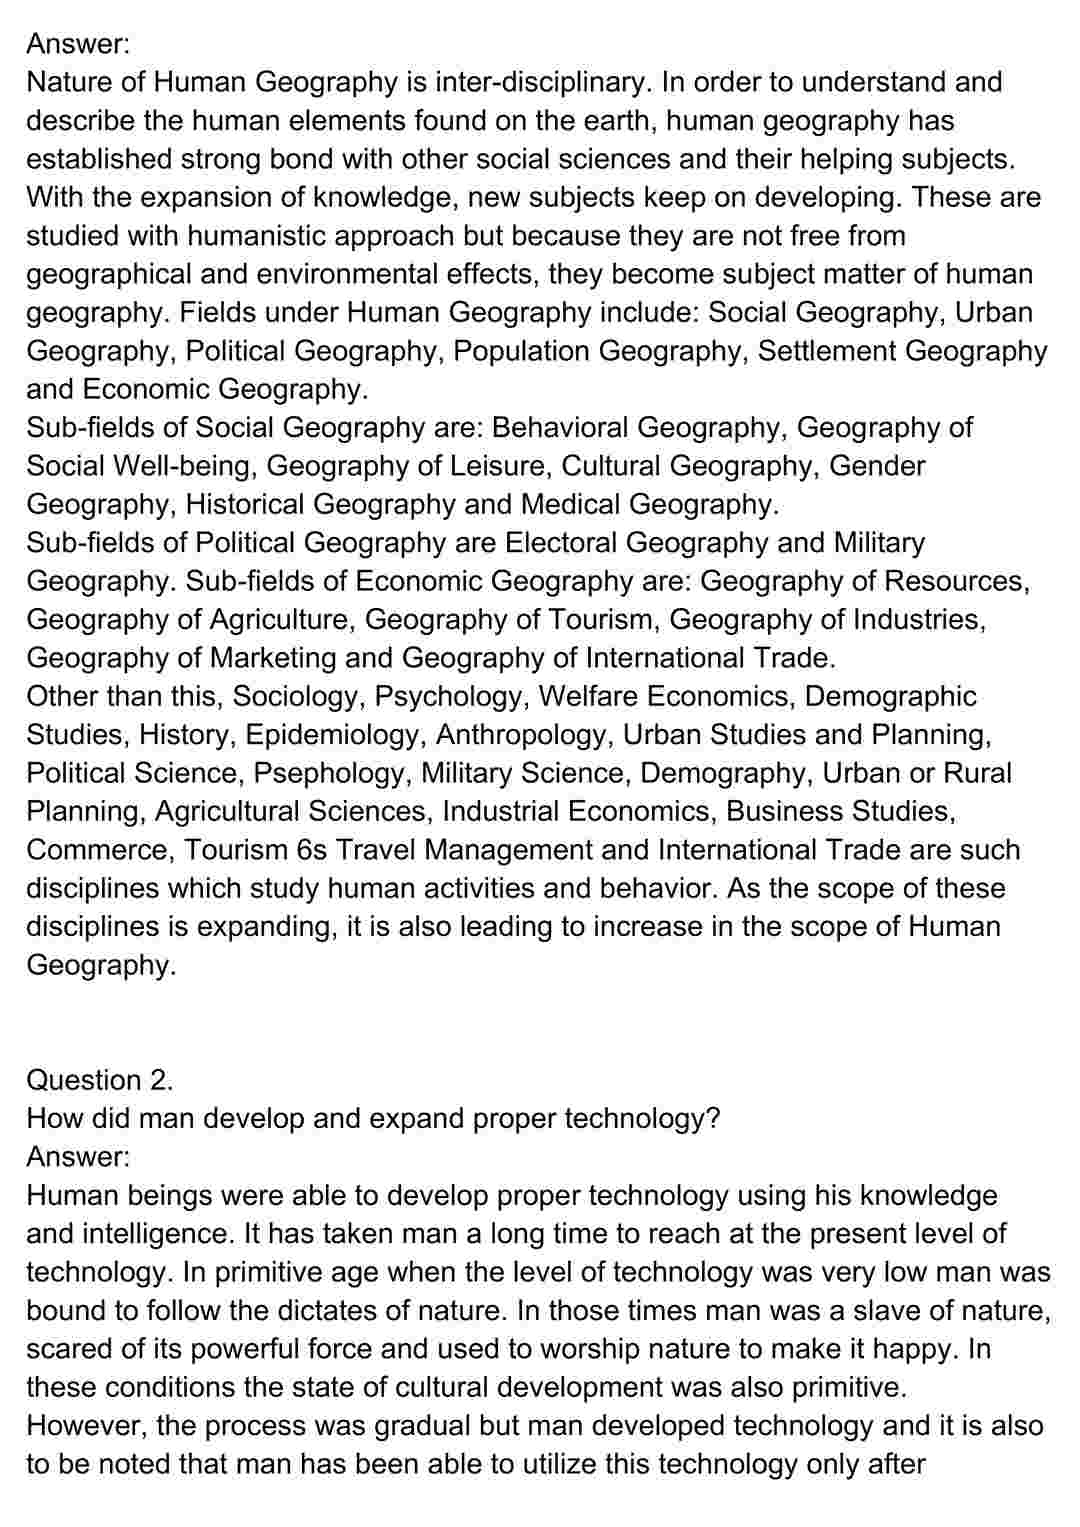 Answer:
Nature of Human Geography is inter-disciplinary. In order to understand and
describe the human elements found on the earth, human geography has
established strong bond with other social sciences and their helping subjects.
With the expansion of knowledge, new subjects keep on developing. These are
studied with humanistic approach but because they are not free from
geographical and environmental effects, they become subject matter of human
geography. Fields under Human Geography include: Social Geography, Urban
Geography, Political Geography, Population Geography, Settlement Geography
and Economic Geography.
Sub-fields of Social Geography are: Behavioral Geography, Geography of
Social Well-being, Geography of Leisure, Cultural Geography, Gender
Geography, Historical Geography and Medical Geography.
Sub-fields of Political Geography are Electoral Geography and Military
Geography. Sub-fields of Economic Geography are: Geography of Resources,
Geography of Agriculture, Geography of Tourism, Geography of Industries,
Geography of Marketing and Geography of International Trade.
Other than this, Sociology, Psychology, Welfare Economics, Demographic
Studies, History, Epidemiology, Anthropology, Urban Studies and Planning,
Political Science, Psephology, Military Science, Demography, Urban or Rural
Planning, Agricultural Sciences, Industrial Economics, Business Studies,
Commerce, Tourism 6s Travel Management and International Trade are such
disciplines which study human activities and behavior. As the scope of these
disciplines is expanding, it is also leading to increase in the scope of Human
Geography.
Question 2.
How did man develop and expand proper technology?
Answer:
Human beings were able to develop proper technology using his knowledge
and intelligence. It has taken man a long time to reach at the present level of
technology. In primitive age when the level of technology was very low man was
bound to follow the dictates of nature. In those times man was a slave of nature,
scared of its powerful force and used to worship nature to make it happy. In
these conditions the state of cultural development was also primitive.
However, the process was gradual but man developed technology and it is also
to be noted that man has been able to utilize this technology only after